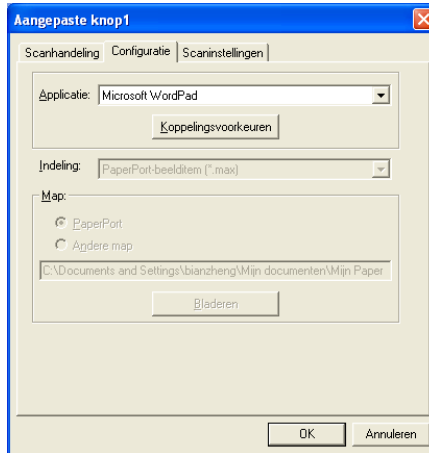 Aangepaste knop1
Scanhandeling Configuratie Scaninstellingen
Applicatie: Microsoft WordPad
Koppelingsvoorkeuren
Indeling: PaperPort-beelditem (*.max)
Map:
PaperPort
Andere map
C:\Documents and Settings\bianzheng\Mijn documenten\Mijn Paper
Bladeren
OK Annuleren